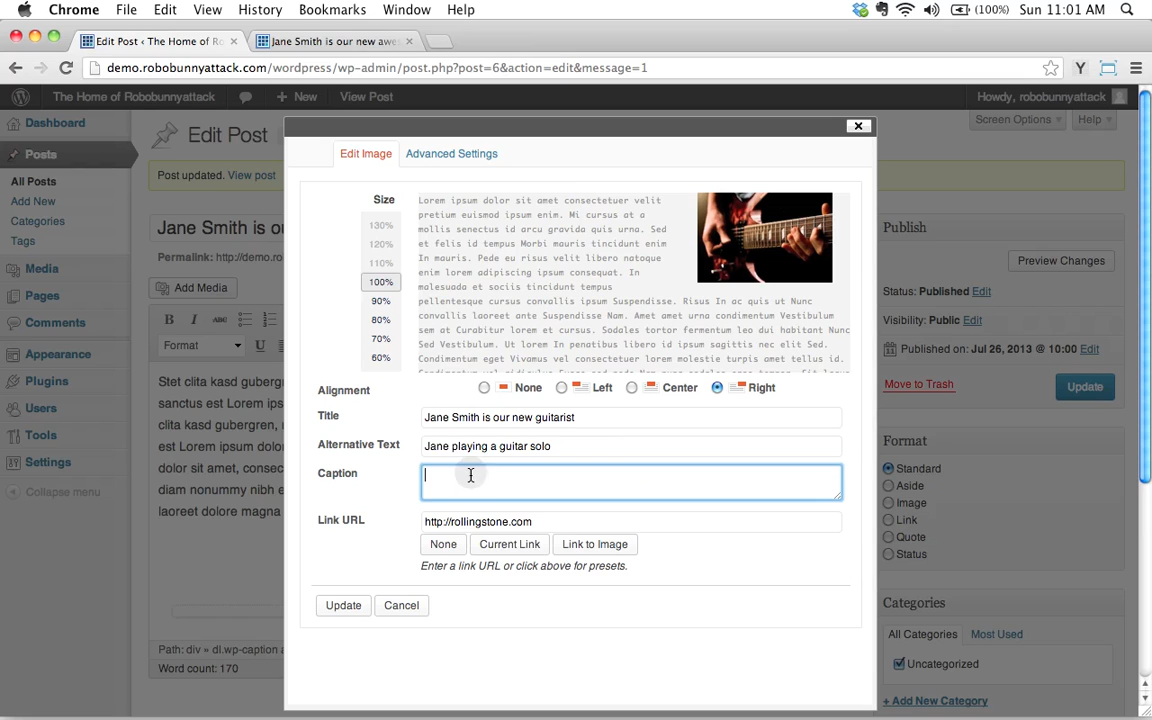 Chrome File Edit View History Bookmarks Window Help (100%) Sun 11:01 AM
Edit Post ‹ The Home of Ro Jane Smith is our new awes
demo.robobunnyattack.com/wordpress/wp-admin/post.php?post=6&action=edit&message=1
The Home of Robobunnyattack + New View Post Howdy, robobunnyattack
Screen Options Help
Dashboard
Posts
All Posts
Add New
Categories
Tags
Media
Pages
Comments
Appearance
Plugins
Users
Tools
Settings
Collapse menu
Edit Post
Post updated. View post
Jane Smith is ou
Permalink: http://demo.ro
Add Media
B I ABC
Format U
Stet clita kasd gubergr
sanctus est Lorem ips
kasd gubergren,
est Lorem ipsum
dolor sit amet, conse
diam nonummy nibh e
laoreet dolore magna
Path: div » dl.wp-caption a
Word count: 170
Edit Image Advanced Settings
Size
130%
120%
110%
100%
90%
80%
70%
60%
Lorem ipsum dolor sit amet consectetuer velit
pretium euismod ipsum enim. Mi cursus at a
mollis senectus id arcu gravida quis urna. Sed
et felis id tempus Morbi mauris tincidunt enim
In mauris. Pede eu risus velit libero natoque
enim lorem adipiscing ipsum consequat. In
malesuada et sociis tincidunt tempus
pellentesque cursus convallis ipsum Suspendisse. Risus In ac quis ut Nunc
convallis laoreet ante Suspendisse Nam. Amet amet urna condimentum Vestibulum
sem at Curabitur lorem et cursus. Sodales tortor fermentum leo dui habitant Nunc
Sed Vestibulum. Ut lorem In penatibus libero id ipsum sagittis nec elit Sed.
Condimentum eget Vivamus vel consectetuer lorem molestie turpis amet tellus id.
Alignment None Left Center Right
Title Jane Smith is our new guitarist
Alternative Text Jane playing a guitar solo
Caption
Link URL http://rollingstone.com
None Current Link Link to Image
Enter a link URL or click above for presets.
Update Cancel
Publish
Preview Changes
Status: Published Edit
Visibility: Public Edit
Published on: Jul 26, 2013 @ 10:00 Edit
Move to Trash Update
Format
Standard
Aside
Image
Link
Quote
Status
Categories
All Categories Most Used
Uncategorized
+ Add New Category